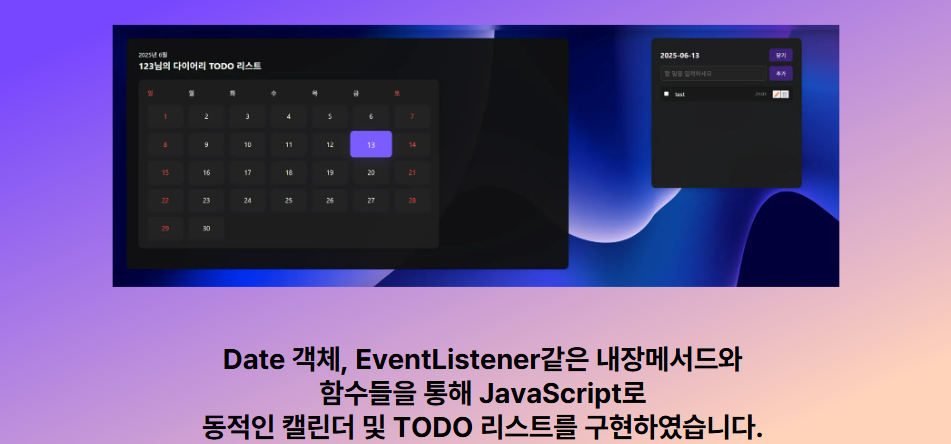 2025년 6월
123님의 다이어리 TODO 리스트
일 월 화 수 목 금 토
1 2 3 4 5 6 7
8 9 10 11 12 13 14
15 16 17 18 19 20 21
22 23 24 25 26 27 28
29 30
2025-06-13 닫기
할 일을 입력하세요 추가
test
Date 객체, EventListener같은 내장메서드와
함수들을 통해 JavaScript로
동적인 캘린더 및 TODO 리스트를 구현하였습니다.